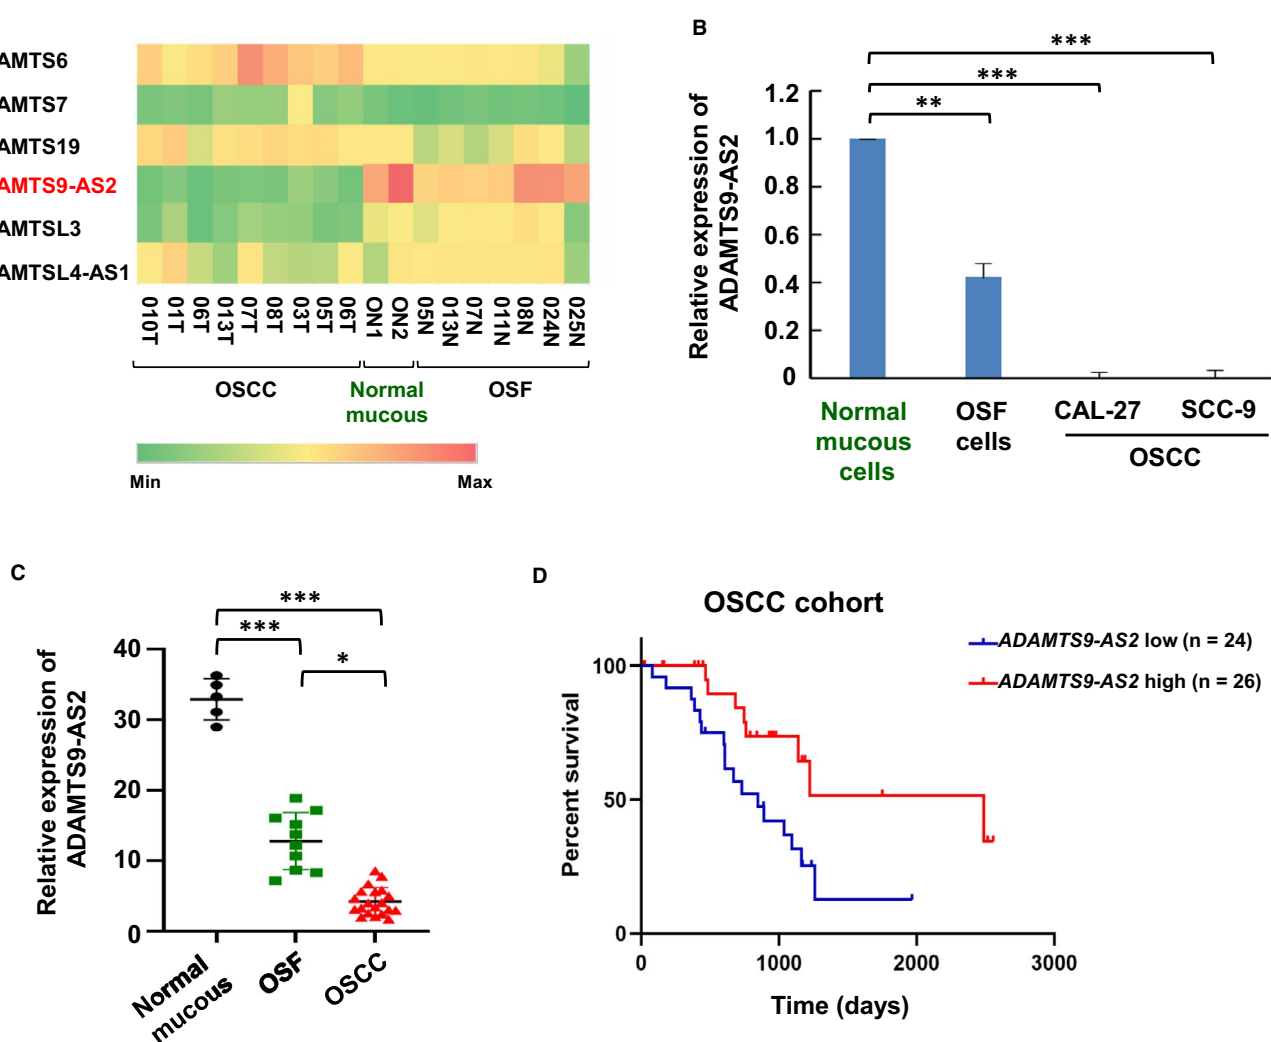 AMTS6
AMTS7
AMTS19
AMTS9-AS2
AMTSL3
AMTSL4-AS1
010T 01T 06T 013T 07T 08T 03T 05T 06T ON1 ON2 05N 013N 07N 011N 08N 024N 025N
OSCC
Normal
mucous
OSF
Min
Max
B
***
***
**
Relative expression of
ADAMTS9-AS2
1.2
1.0
0.8
0.6
0.4
0.2
0
Normal
mucous
cells
OSF
cells
CAL-27
SCC-9
OSCC
C
***
***
*
Relative expression of
ADAMTS9-AS2
40
30
20
10
0
Normal
mucous
OSF
OSCC
D
OSCC cohort
ADAMTS9-AS2 low (n = 24)
ADAMTS9-AS2 high (n = 26)
Percent survival
100
50
0
0
1000
2000
3000
Time (days)